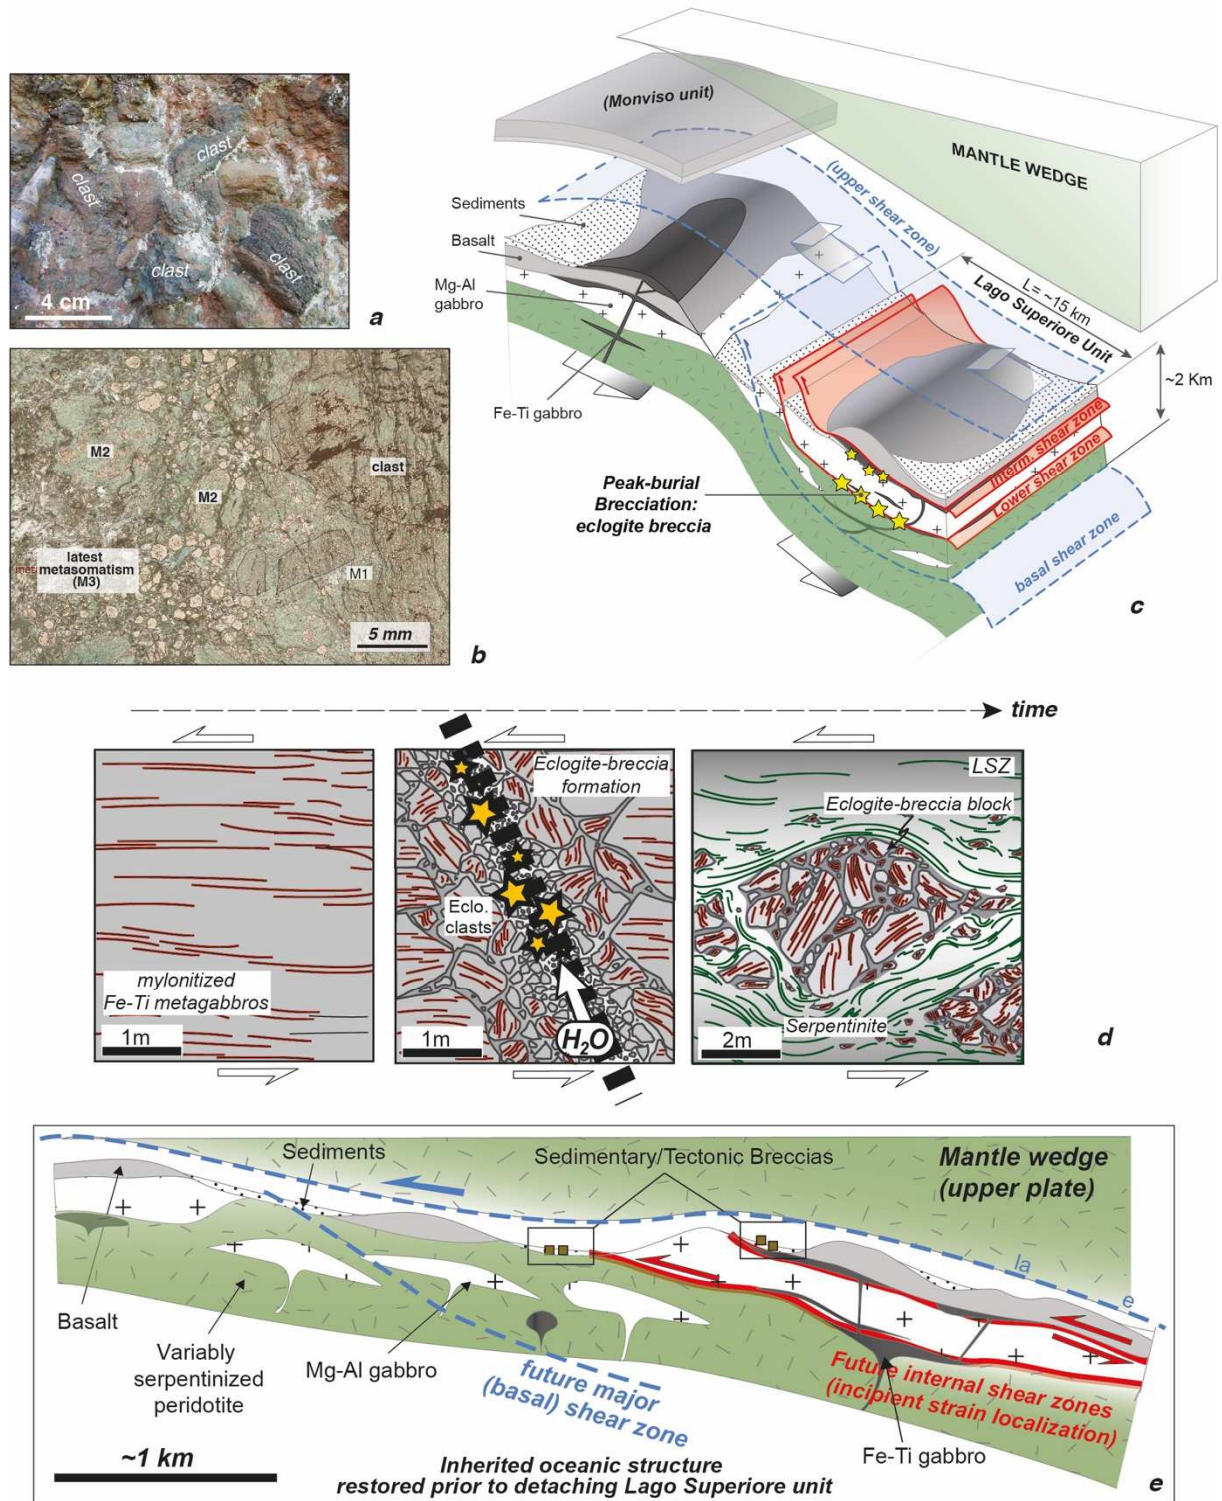 clast
clast
clast
clast
4 cm
a
M2
M2
clast
latest
metasomatism
(M3)
M1
5 mm
b
(Monviso unit)
MANTLE WEDGE
(upper shear zone)
Sediments
Basalt
Mg-Al
gabbro
Fe-Ti gabbro
L= ~15 km
Lago Superiore Unit
~2 Km
Interm. shear zone
Lower shear zone
Peak-burial
Brecciation:
eclogite breccia
basal shear zone
c
time
mylonitized
Fe-Ti metagabbros
1m
Eclogite-breccia
formation
Eclo.
clasts
H₂O
1m
LSZ
Eclogite-breccia block
Serpentinite
2m
d
Sediments
Sedimentary/Tectonic Breccias
Mantle wedge
(upper plate)
la
e
Basalt
Variably
serpentinized
peridotite
Mg-Al gabbro
future major
(basal) shear zone
Future internal shear zones
(incipient strain localization)
Fe-Ti gabbro
~1 km
Inherited oceanic structure
restored prior to detaching Lago Superiore unit
e